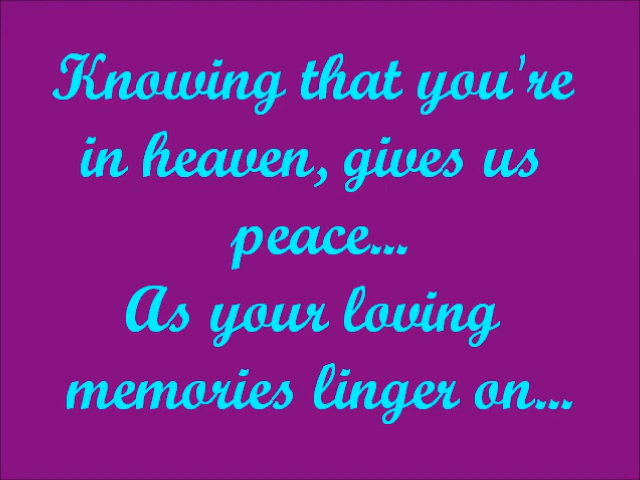 Knowing that you're
in heaven, gives us
peace...
As your loving
memories linger on...